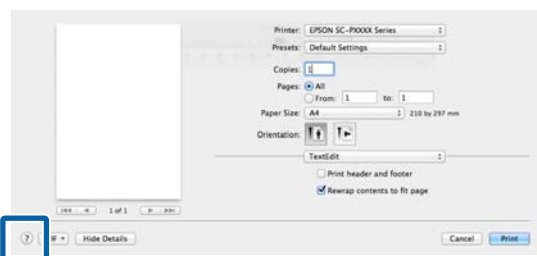 Printer: EPSON SC-PXXXX Series
Presets: Default Settings
Copies: 1
Pages: All
From: 1 to: 1
Paper Size: A4 210 by 297 mm
Orientation:
TextEdit
Print header and footer
Rewrap contents to fit page
1 of 1
? DF Hide Details Cancel Print